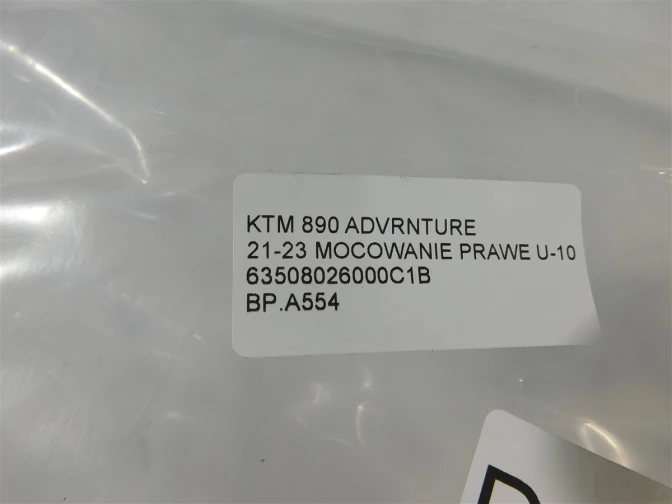 KTM 890 ADVRNTURE
21-23 MOCOWANIE PRAWE U-10
63508026000C1B
BP.A554